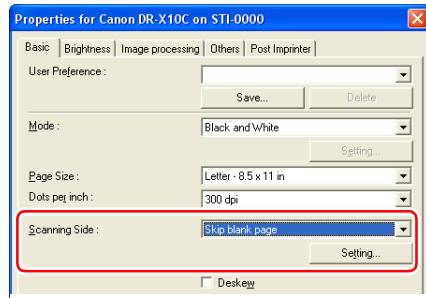 Properties for Canon DR-X10C on STI-0000
Basic Brightness Image processing Others Post Imprinter
User Preference :
Save... Delete
Mode : Black and White
Setting...
Page Size : Letter - 8.5 x 11 in
Dots per inch : 300 dpi
Scanning Side : Skip blank page
Setting...
Deskew